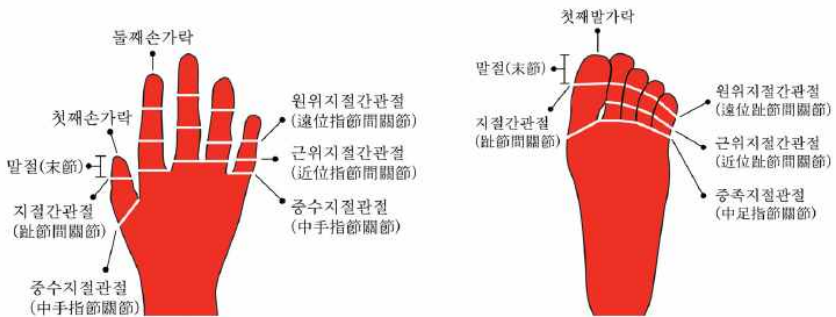 둘째손가락
첫째손가락
말절(末節)
지절간관절
(趾節間關節)
중수지절관절
(中手指節關節)
원위지절간관절
(遠位指節間關節)
근위지절간관절
(近位指節間關節)
중수지절관절
(中手指節關節)
첫째발가락
말절(末節)
지절간관절
(趾節間關節)
원위지절간관절
(遠位趾節間關節)
근위지절간관절
(近位趾節間關節)
중족지절관절
(中足指節關節)